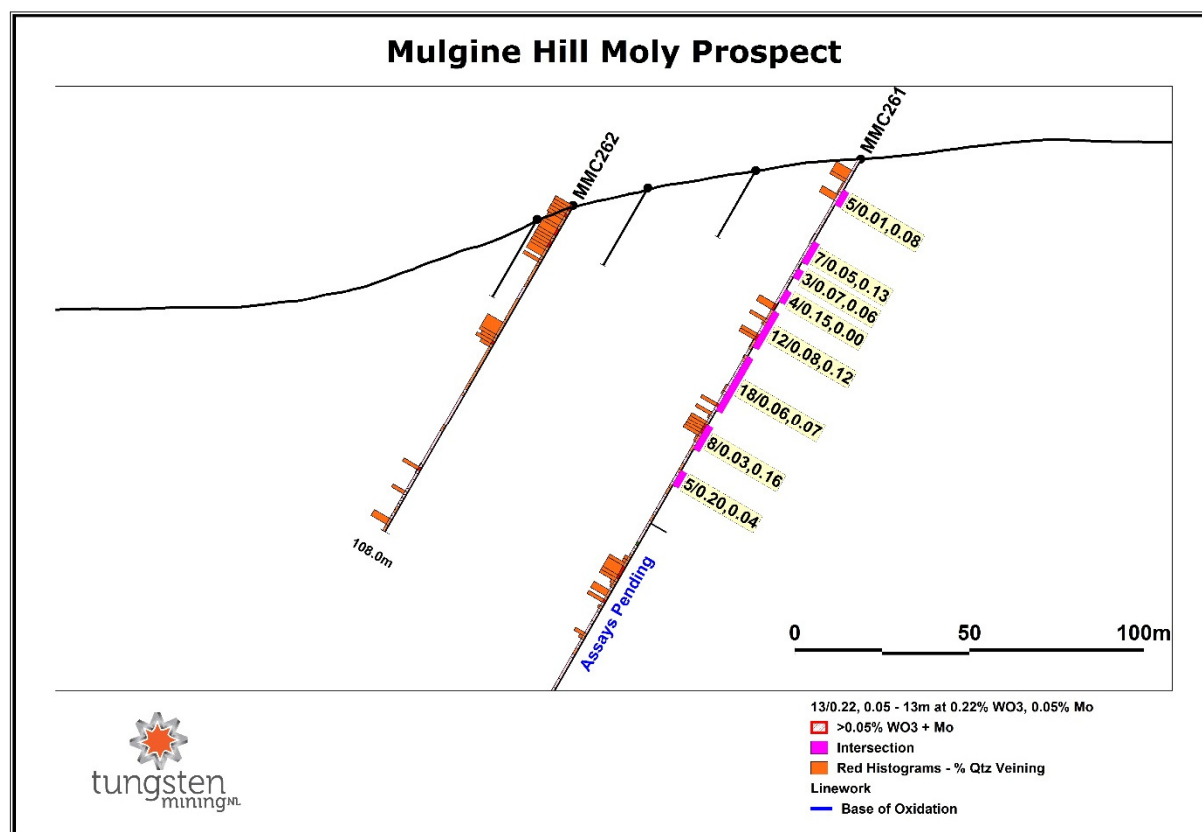 Mulgine Hill Moly Prospect
MMC262
MMC261
5/0.01,0.08
7/0.05,0.13
3/0.07,0.06
4/0.15,0.00
12/0.08,0.12
18/0.06,0.07
8/0.03,0.16
5/0.20,0.04
108.0m
Assays Pending
0 50 100m
13/0.22, 0.05 - 13m at 0.22% WO3, 0.05% Mo
>0.05% WO3 + Mo
Intersection
Red Histograms - % Qtz Veining
Linework
Base of Oxidation
tungsten
mining NL